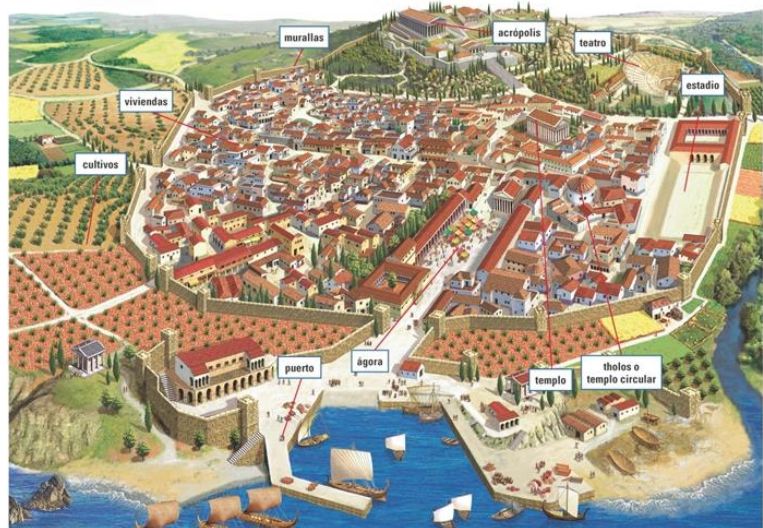 acrópolis
murallas
teatro
estadio
viviendas
cultivos
puerto
ágora
templo
tholos o
templo circular